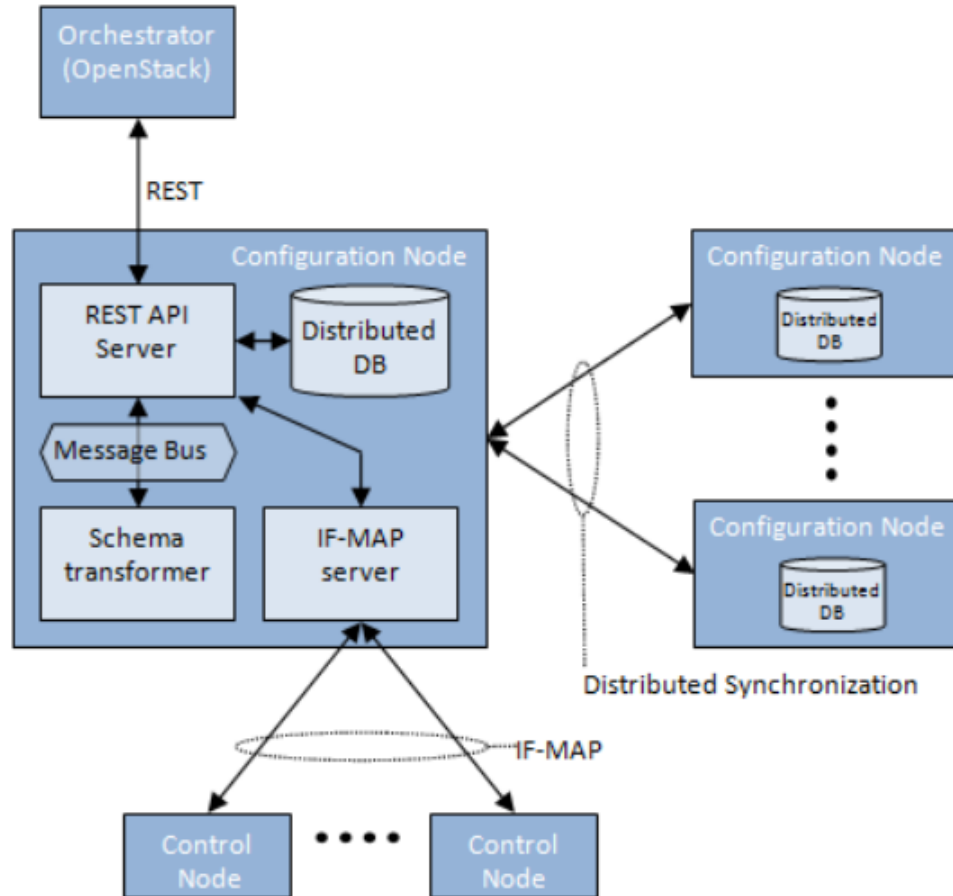 Orchestrator
(OpenStack)
REST
Configuration Node
REST API
Server
Distributed
DB
Message Bus
Schema
transformer
IF-MAP
server
Configuration Node
Distributed
DB
Configuration Node
Distributed
DB
Distributed Synchronization
IF-MAP
Control
Node
Control
Node